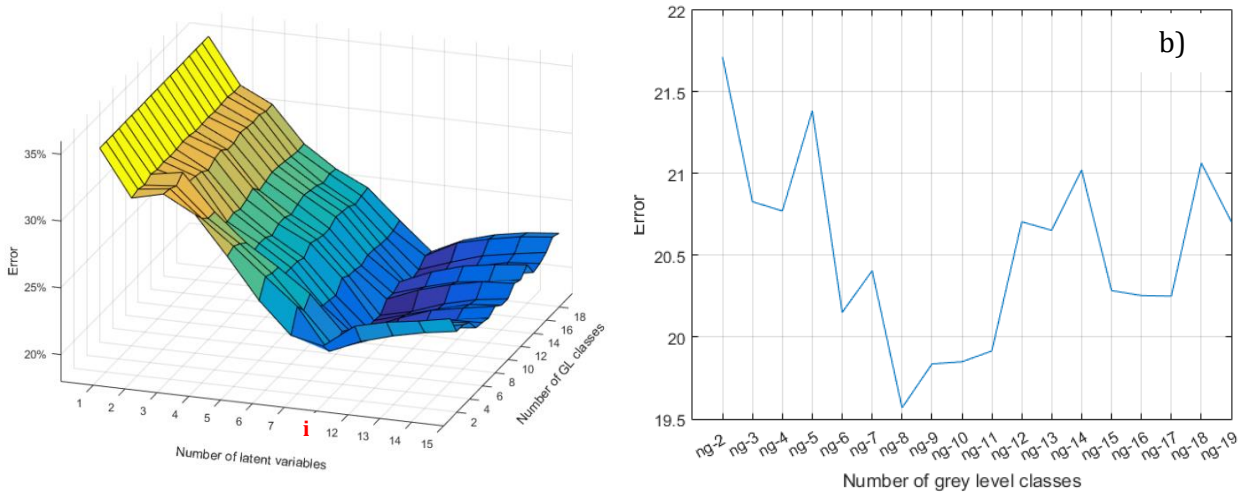 35%
30%
25%
20%
Error
1
2
3
4
5
6
7
i
12
13
14
15
Number of latent variables
2
4
6
8
10
12
14
16
18
Number of GL classes
b)
22
21.5
21
20.5
20
19.5
Error
ng-2
ng-3
ng-4
ng-5
ng-6
ng-7
ng-8
ng-9
ng-10
ng-11
ng-12
ng-13
ng-14
ng-15
ng-16
ng-17
ng-18
ng-19
Number of grey level classes